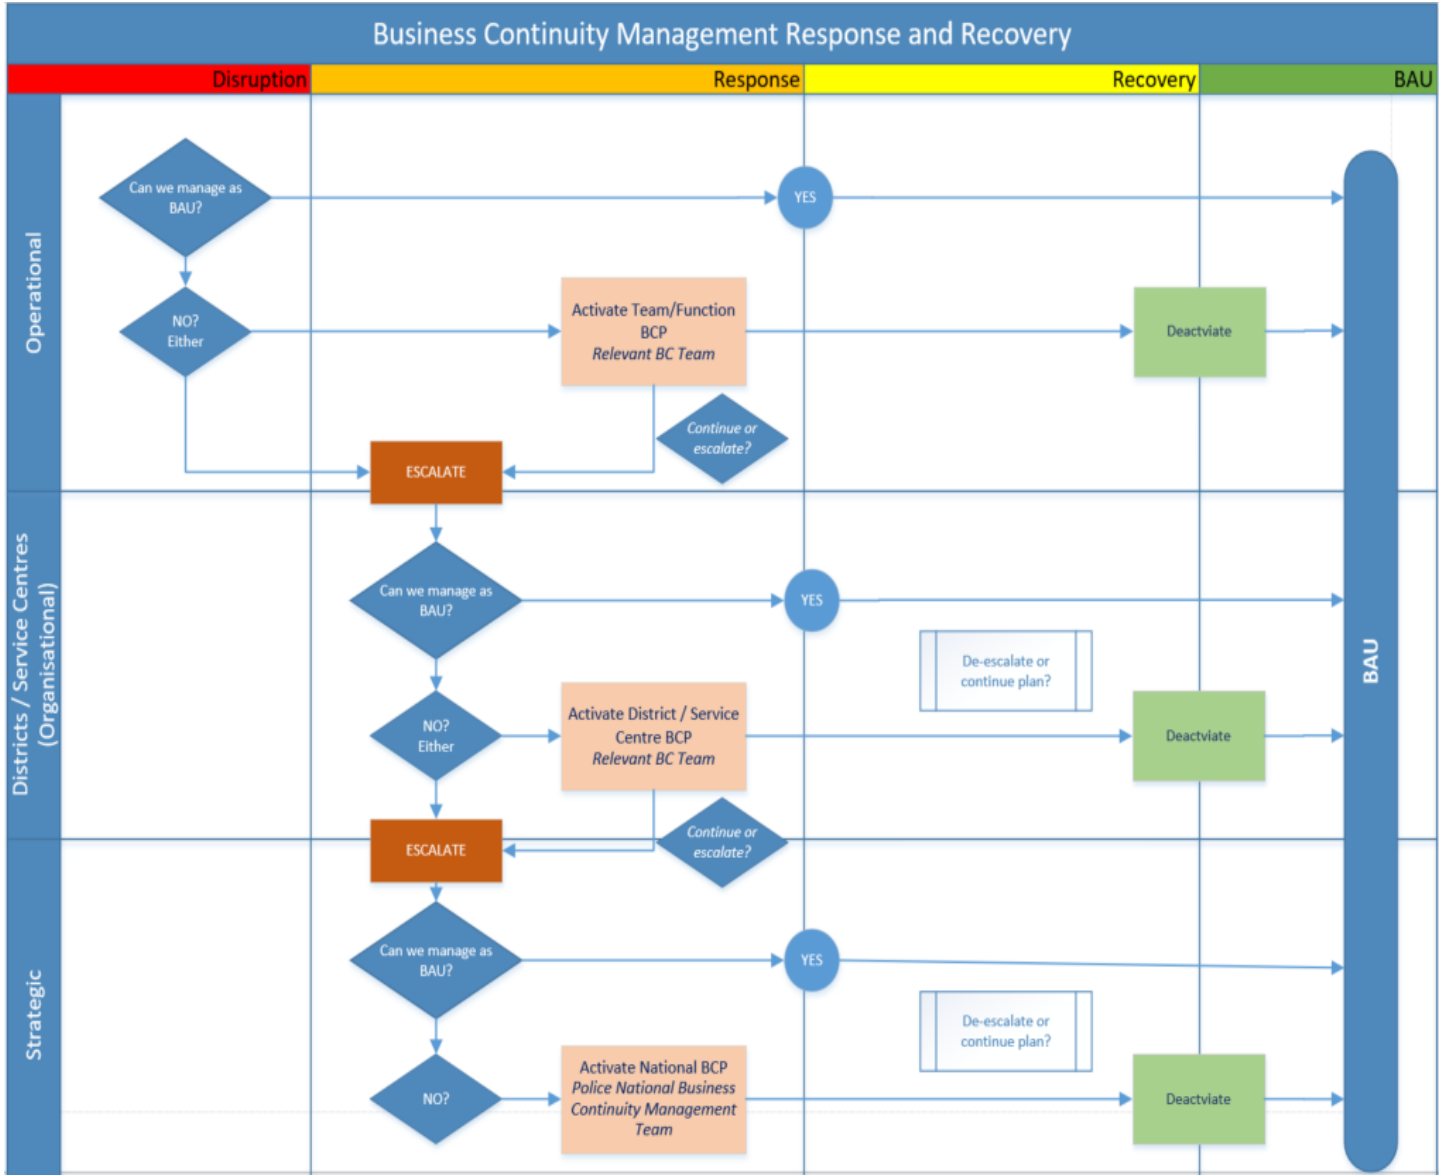 Business Continuity Management Response and Recovery
Disruption
Response
Recovery
BAU
Operational
Can we manage as
BAU?
YES
NO?
Either
Activate Team/Function
BCP
Relevant BC Team
Deactviate
Continue or
escalate?
ESCALATE
Districts / Service Centres
(Organisational)
Can we manage as
BAU?
YES
De-escalate or
continue plan?
BAU
NO?
Either
Activate District / Service
Centre BCP
Relevant BC Team
Deactviate
Continue or
escalate?
ESCALATE
Strategic
Can we manage as
BAU?
YES
De-escalate or
continue plan?
NO?
Activate National BCP
Police National Business
Continuity Management
Team
Deactviate